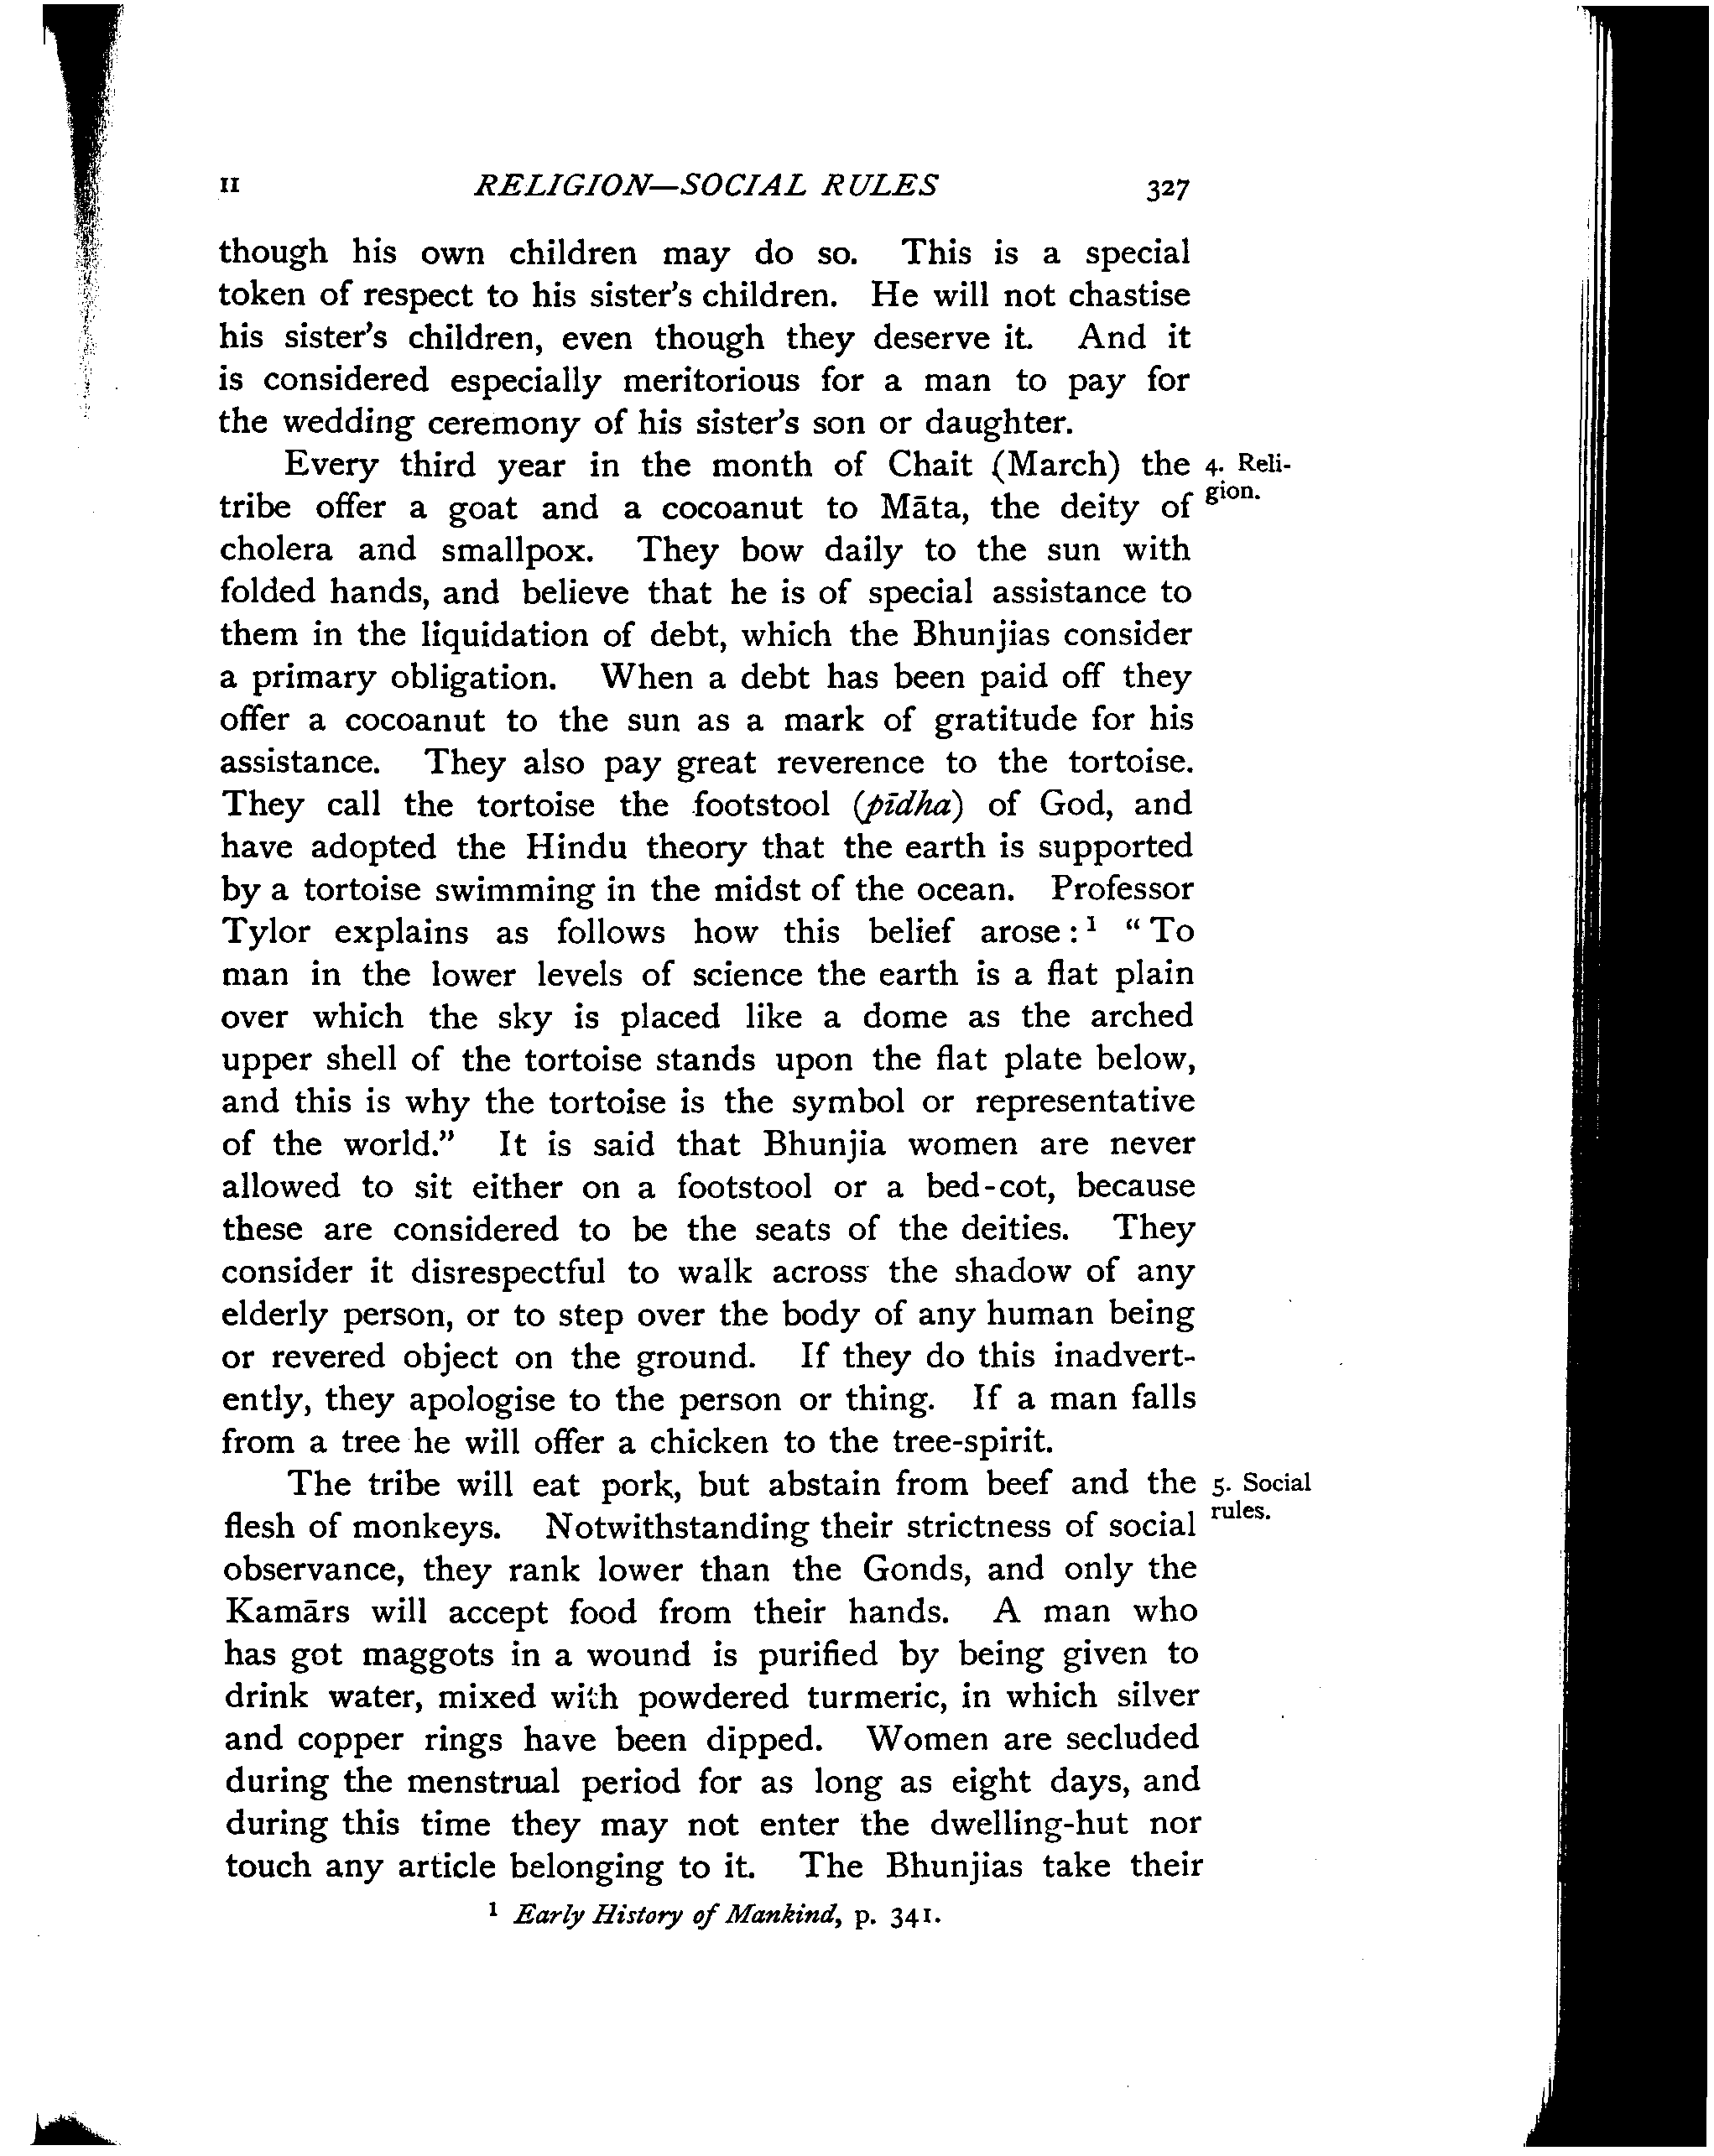 II RELIGION—SOCIAL RULES 327
though his own children may do so. This is a special
token of respect to his sister's children. He will not chastise
his sister's children, even though they deserve it. And it
is considered especially meritorious for a man to pay for
the wedding ceremony of his sister's son or daughter.
Every third year in the month of Chait (March) the 4. Reli-
tribe offer a goat and a cocoanut to Māta, the deity of gion.
cholera and smallpox. They bow daily to the sun with
folded hands, and believe that he is of special assistance to
them in the liquidation of debt, which the Bhunjias consider
a primary obligation. When a debt has been paid off they
offer a cocoanut to the sun as a mark of gratitude for his
assistance. They also pay great reverence to the tortoise.
They call the tortoise the footstool (pīdha) of God, and
have adopted the Hindu theory that the earth is supported
by a tortoise swimming in the midst of the ocean. Professor
Tylor explains as follows how this belief arose:¹ "To
man in the lower levels of science the earth is a flat plain
over which the sky is placed like a dome as the arched
upper shell of the tortoise stands upon the flat plate below,
and this is why the tortoise is the symbol or representative
of the world." It is said that Bhunjia women are never
allowed to sit either on a footstool or a bed-cot, because
these are considered to be the seats of the deities. They
consider it disrespectful to walk across the shadow of any
elderly person, or to step over the body of any human being
or revered object on the ground. If they do this inadvert-
ently, they apologise to the person or thing. If a man falls
from a tree he will offer a chicken to the tree-spirit.
The tribe will eat pork, but abstain from beef and the 5. Social
flesh of monkeys. Notwithstanding their strictness of social rules.
observance, they rank lower than the Gonds, and only the
Kamārs will accept food from their hands. A man who
has got maggots in a wound is purified by being given to
drink water, mixed with powdered turmeric, in which silver
and copper rings have been dipped. Women are secluded
during the menstrual period for as long as eight days, and
during this time they may not enter the dwelling-hut nor
touch any article belonging to it. The Bhunjias take their
¹ Early History of Mankind, p. 341.